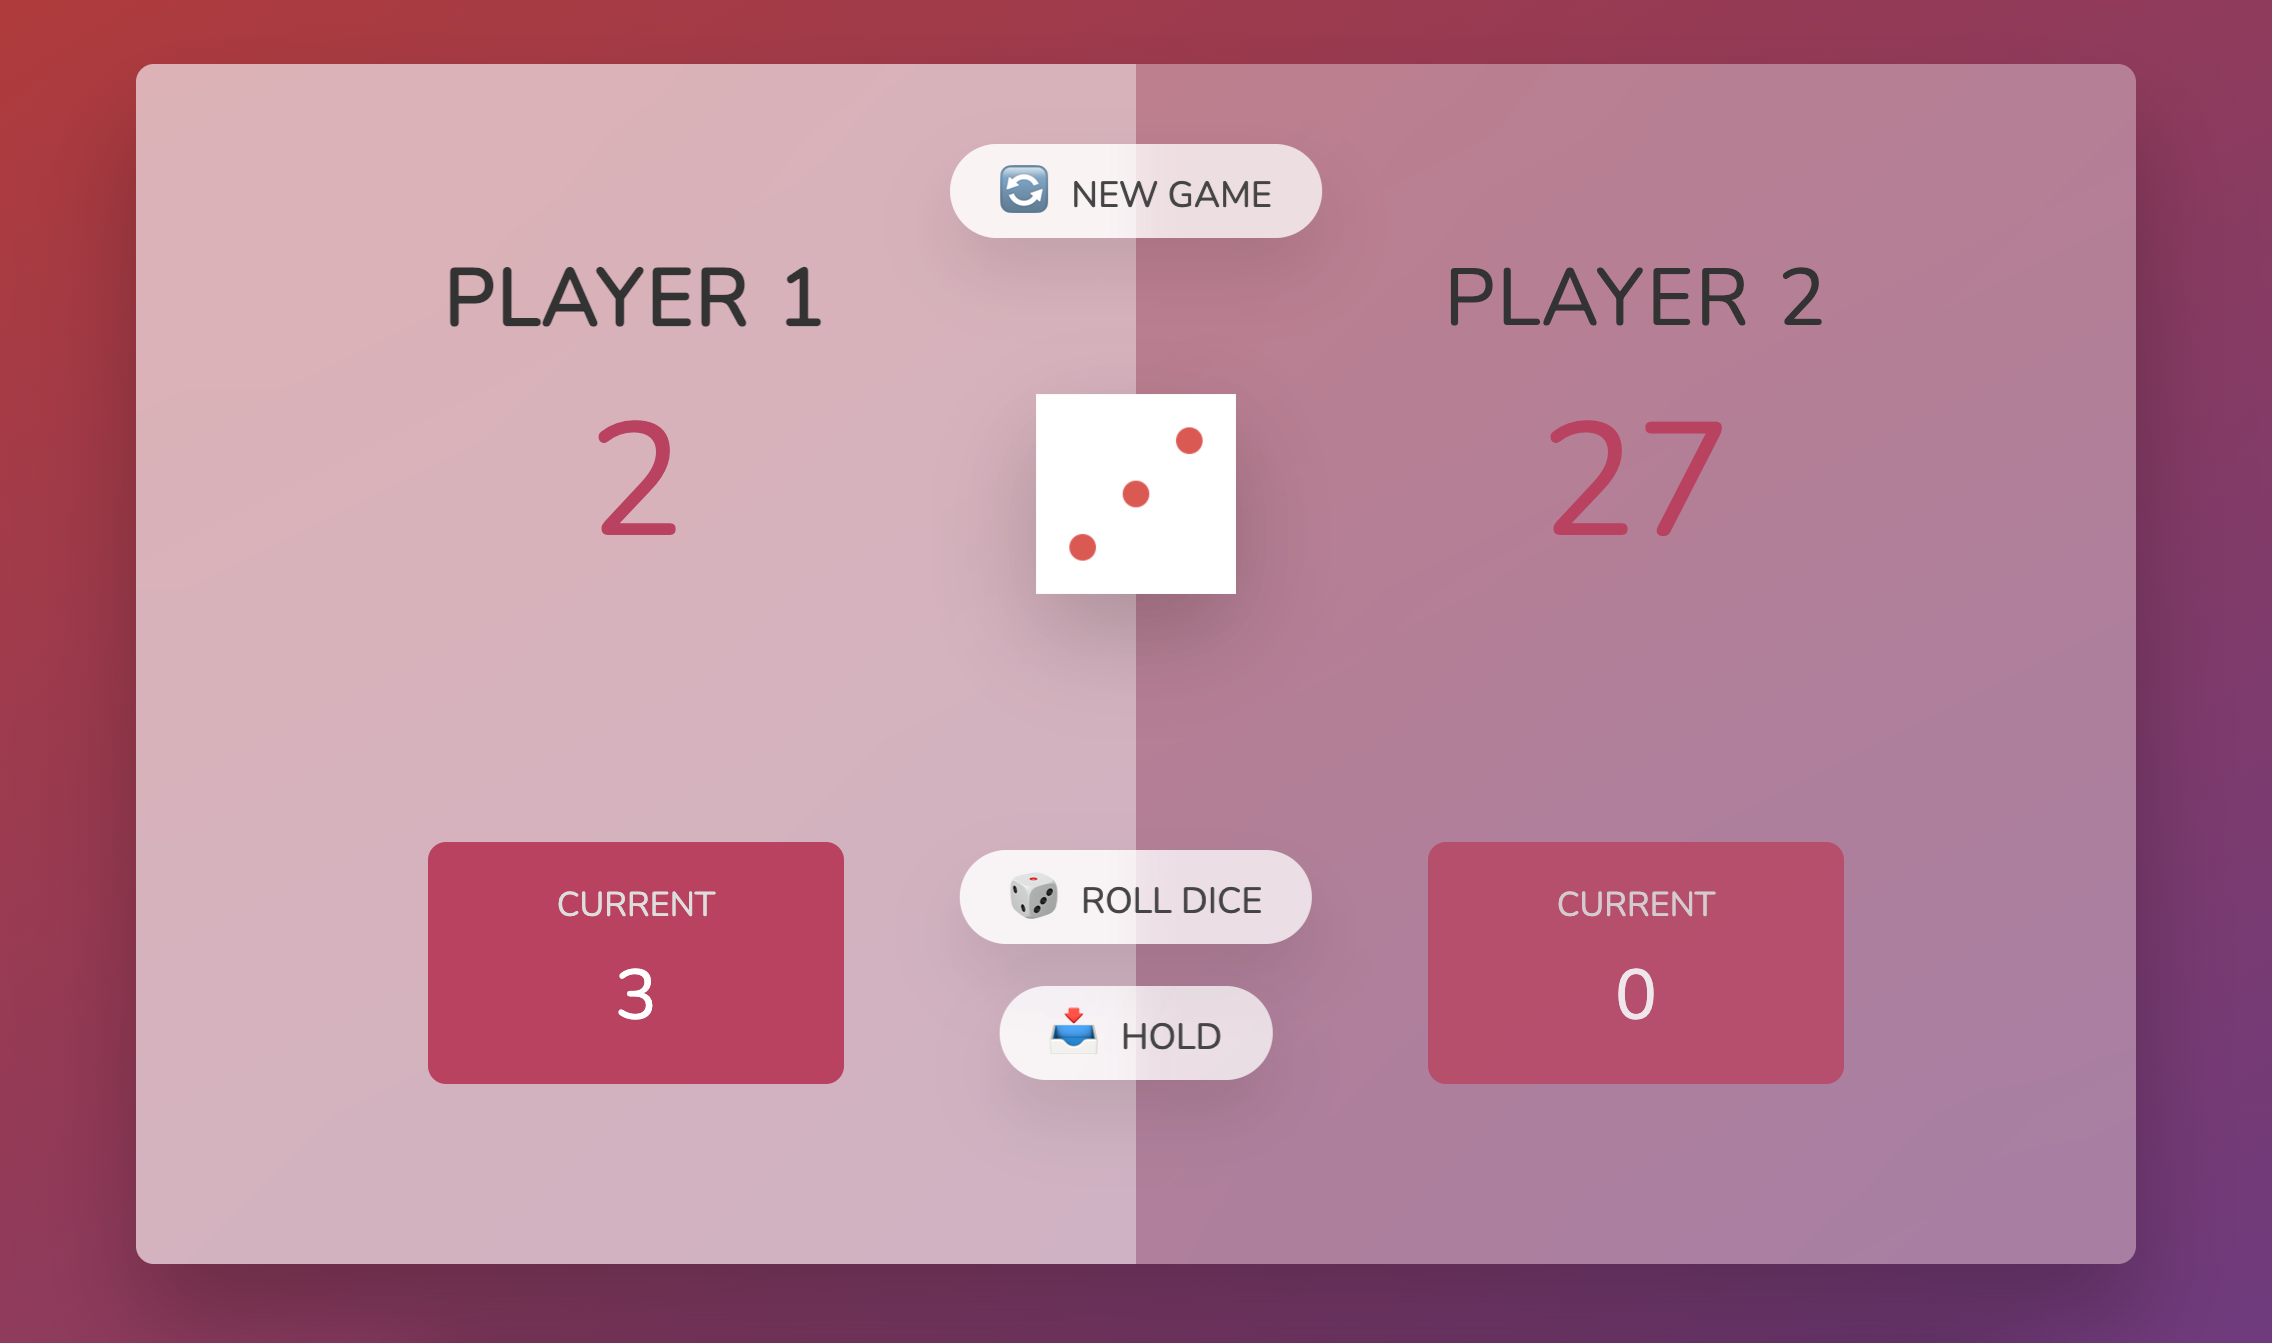 NEW GAME
PLAYER 1
2
CURRENT
3
PLAYER 2
27
CURRENT
0
ROLL DICE
HOLD